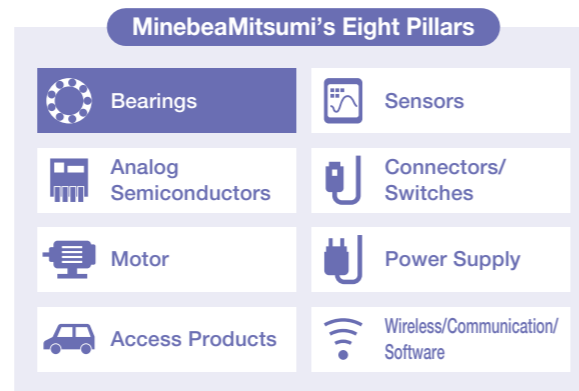 MinebeaMitsumi’s Eight Pillars
Bearings
Sensors
Analog
Semiconductors
Connectors/
Switches
Motor
Power Supply
Access Products
Wireless/Communication/
Software